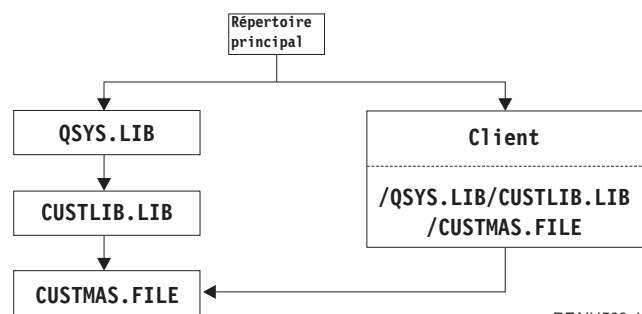 Répertoire
principal
QSYS.LIB
Client
/QSYS.LIB/CUSTLIB.LIB
/CUSTMAS.FILE
CUSTLIB.LIB
CUSTMAS.FILE